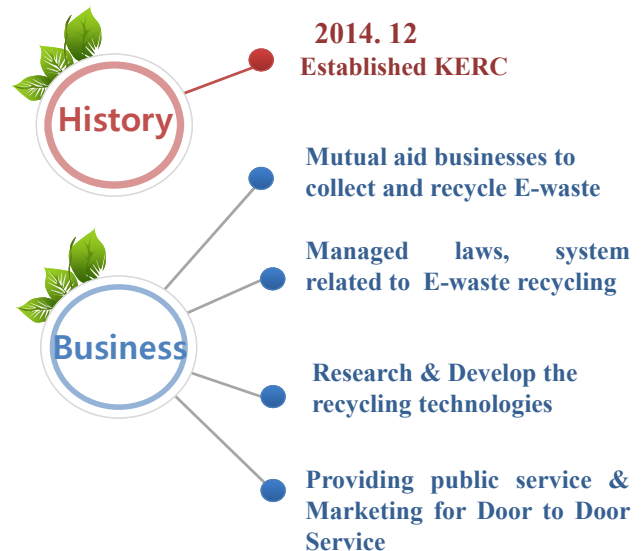 2014. 12
Established KERC
History
Mutual aid businesses to
collect and recycle E-waste
Managed laws, system
related to E-waste recycling
Business
Research & Develop the
recycling technologies
Providing public service &
Marketing for Door to Door
Service